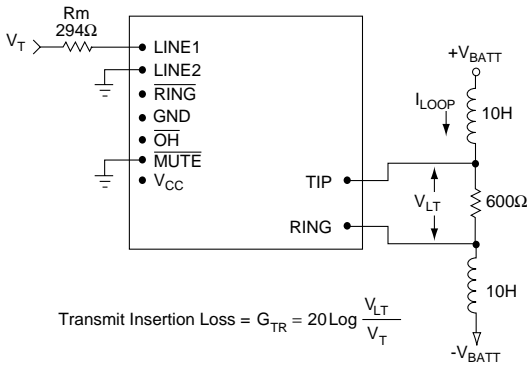 Rm
294Ω
V_T
LINE1
LINE2
RING
GND
OH
MUTE
V_CC
TIP
RING
+V_BATT
I_LOOP
10H
V_LT
600Ω
10H
-V_BATT
Transmit Insertion Loss = G_TR = 20Log V_LT / V_T